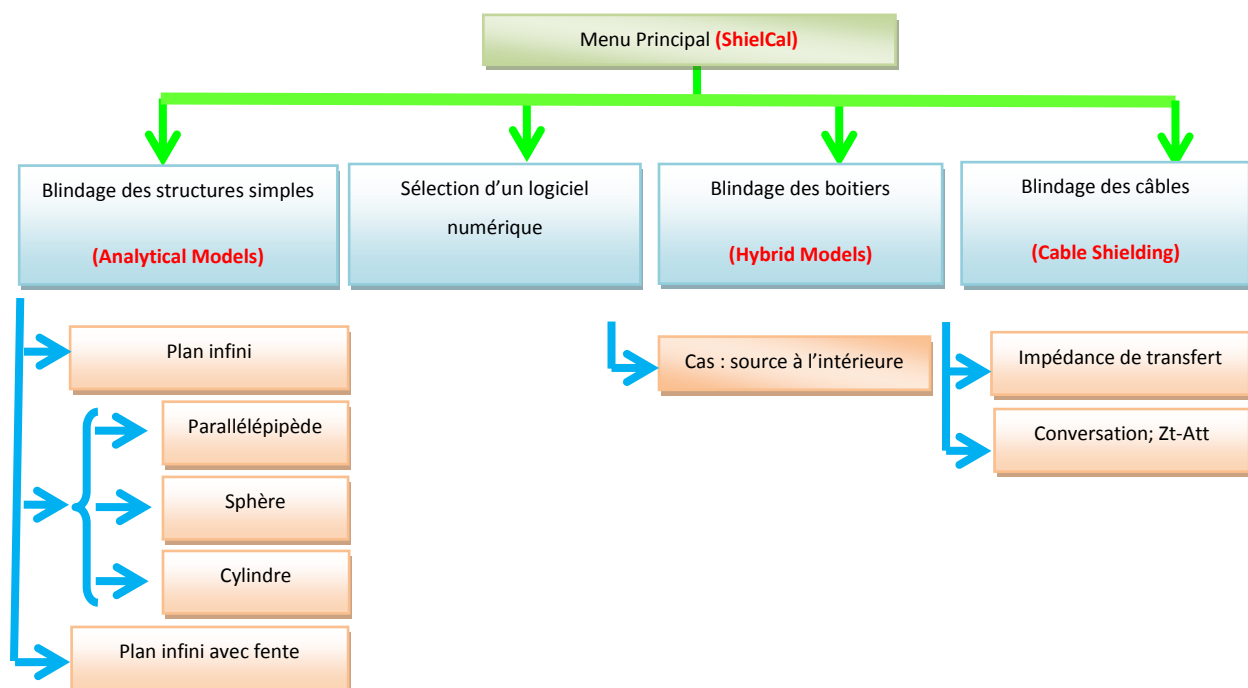 Menu Principal (ShielCal)
Blindage des structures simples
(Analytical Models)
Sélection d'un logiciel
numérique
Blindage des boitiers
(Hybrid Models)
Blindage des câbles
(Cable Shielding)
Plan infini
Parallélépipède
Sphère
Cylindre
Plan infini avec fente
Cas : source à l'intérieure
Impédance de transfert
Conversation; Zt-Att